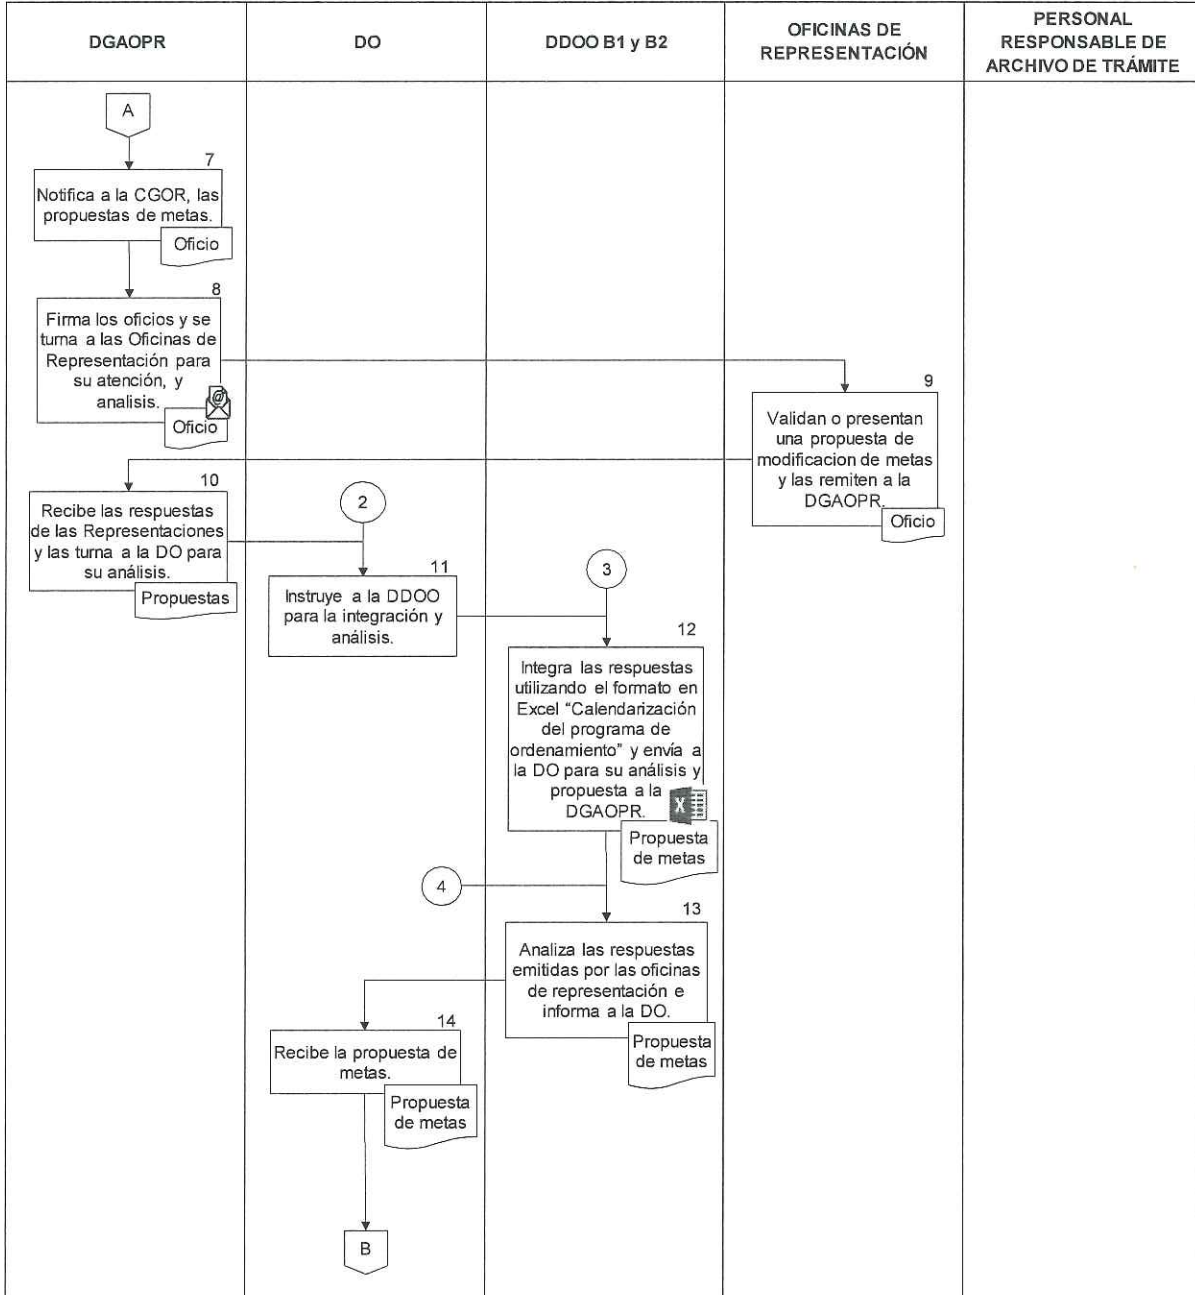 DGAOPR
DO
DDOO B1 y B2
OFICINAS DE
REPRESENTACIÓN
PERSONAL
RESPONSABLE DE
ARCHIVO DE TRÁMITE
A
7
Notifica a la CGOR, las
propuestas de metas.
Oficio
8
Firma los oficios y se
turna a las Oficinas de
Representación para
su atención, y
analisis.
@
Oficio
9
Validan o presentan
una propuesta de
modificacion de metas
y las remiten a la
DGAOPR.
Oficio
10
Recibe las respuestas
de las Representaciones
y las turna a la DO para
su análisis.
Propuestas
2
11
Instruye a la DDOO
para la integración y
análisis.
3
12
Integra las respuestas
utilizando el formato en
Excel "Calendarización
del programa de
ordenamiento" y envía a
la DO para su análisis y
propuesta a la
DGAOPR.
X
Propuesta
de metas
4
13
Analiza las respuestas
emitidas por las oficinas
de representación e
informa a la DO.
Propuesta
de metas
14
Recibe la propuesta de
metas.
Propuesta
de metas
B